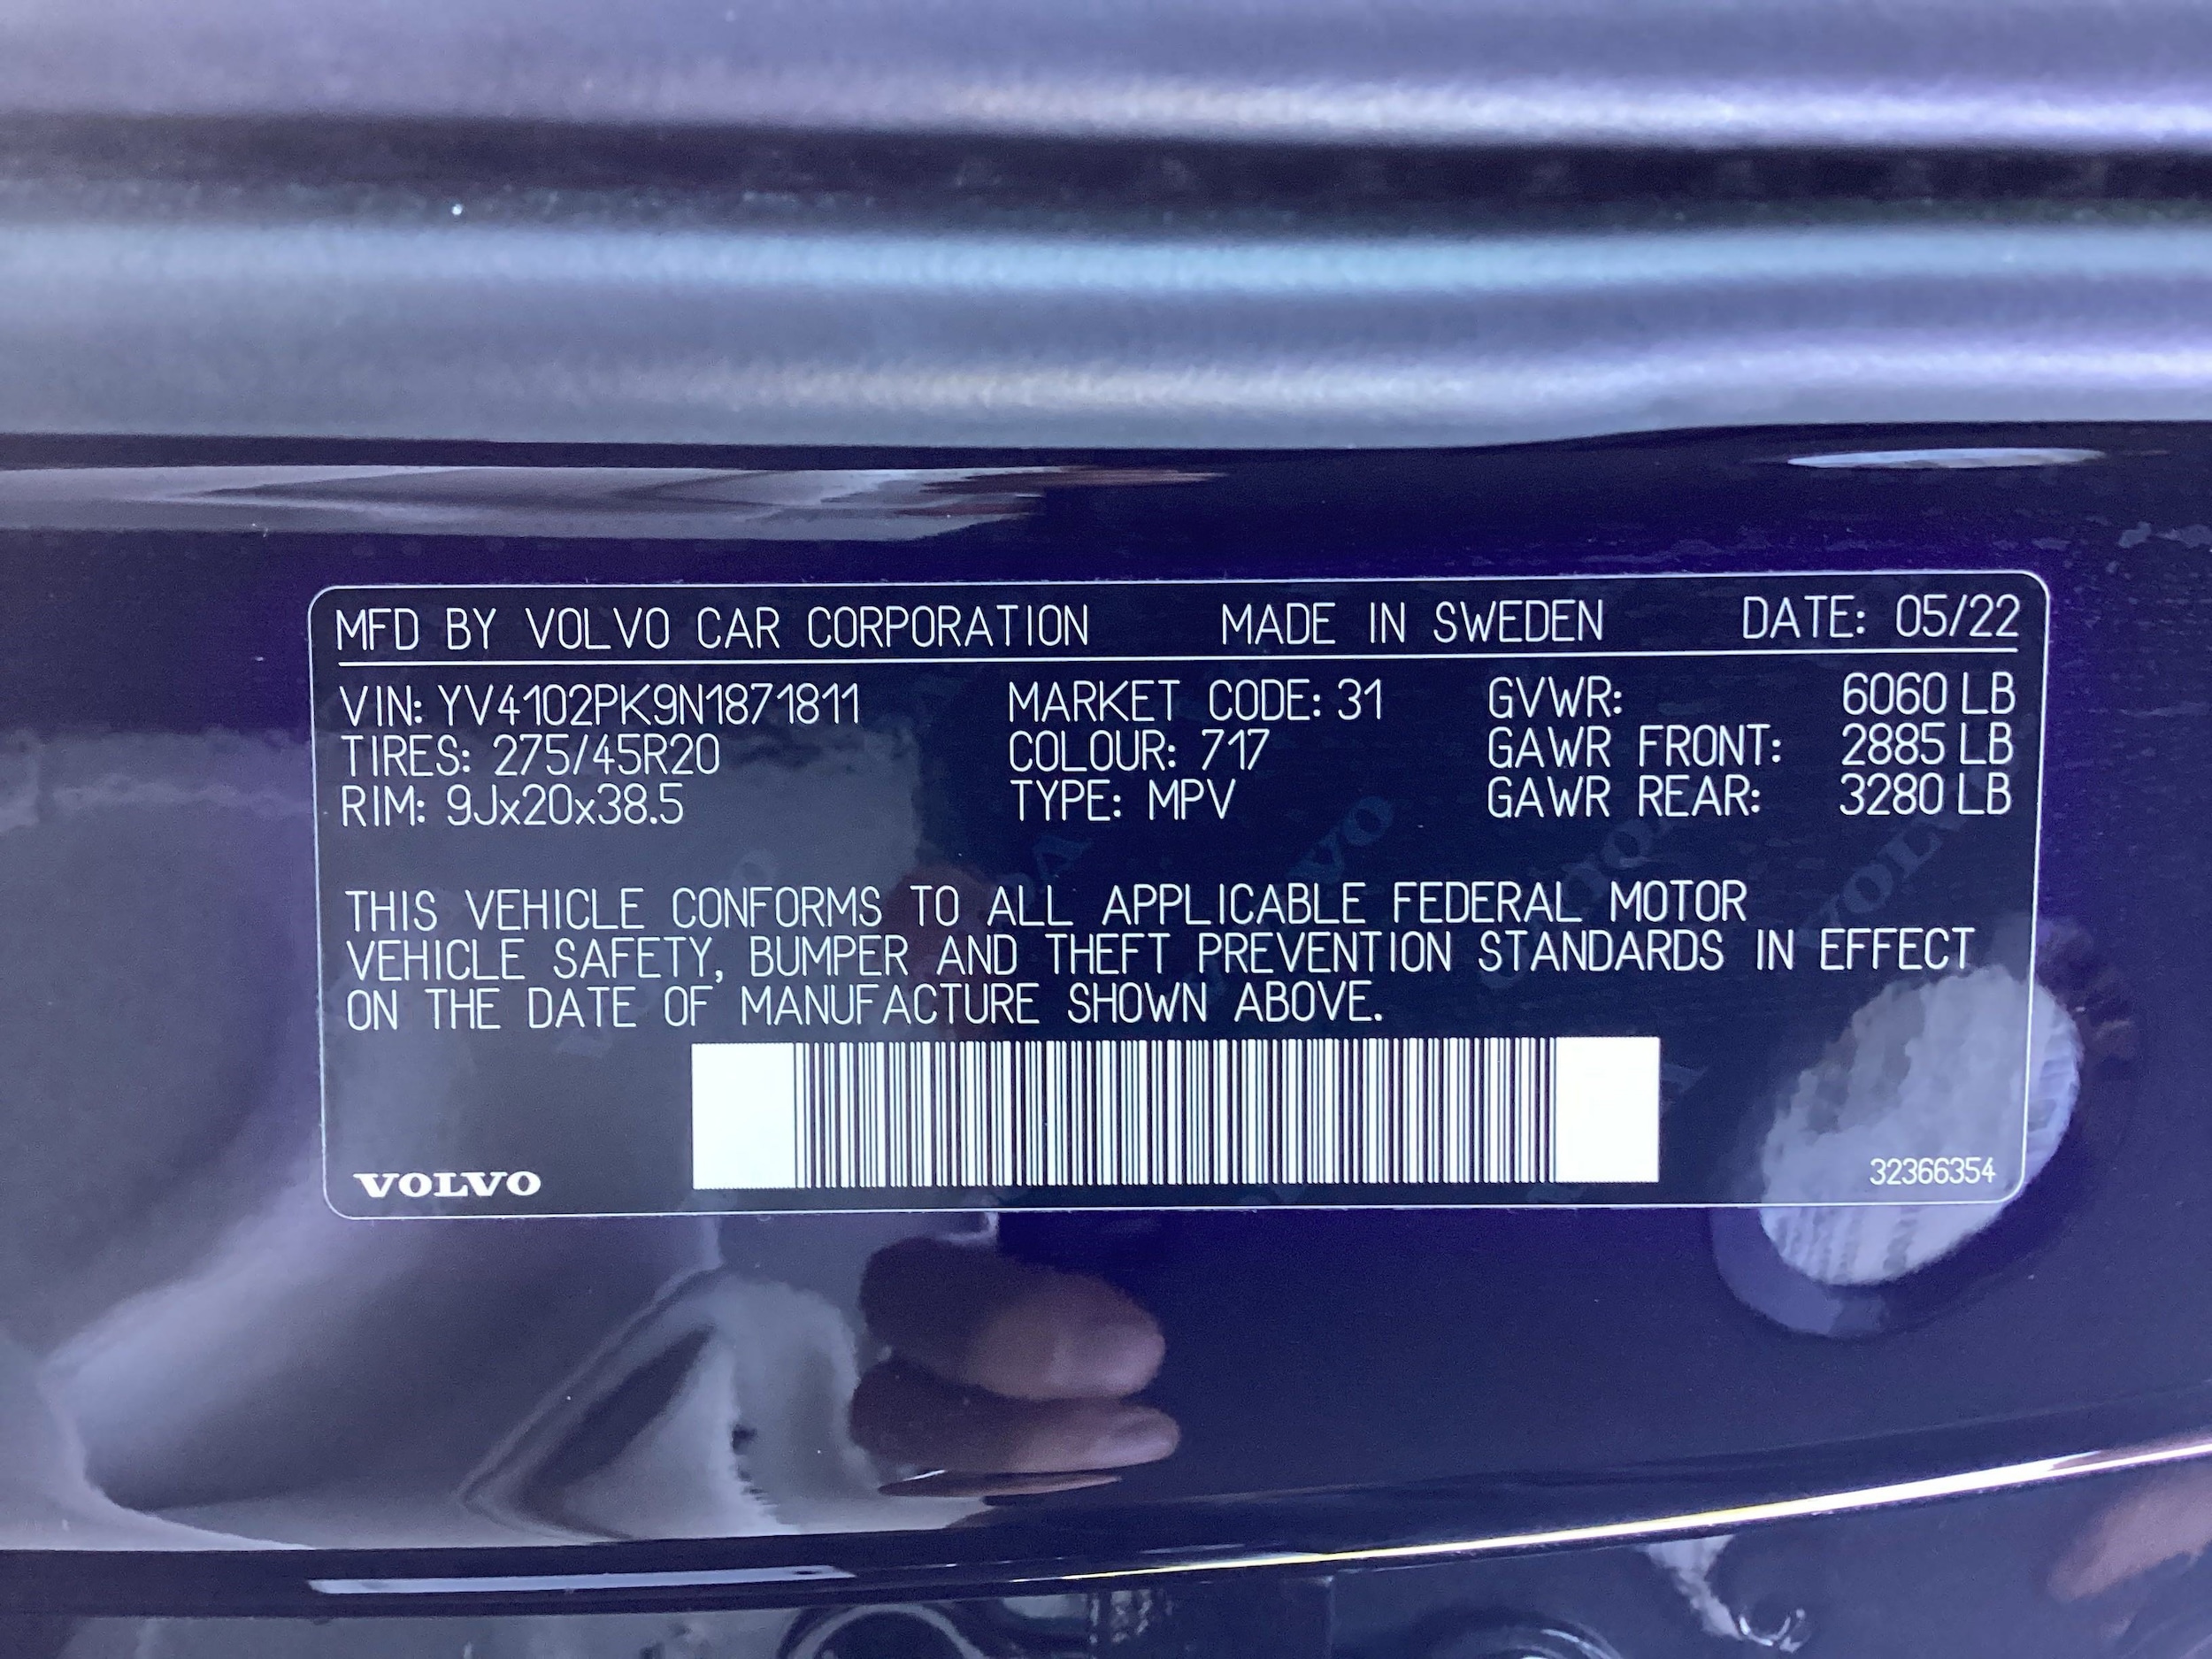 MFD BY VOLVO CAR CORPORATION MADE IN SWEDEN DATE: 05/22
VIN: YV4102PK9N1871811 MARKET CODE: 31 GVWR: 6060 LB
TIRES: 275/45R20 COLOUR: 717 GAWR FRONT: 2885 LB
RIM: 9Jx20x38.5 TYPE: MPV GAWR REAR: 3280 LB
THIS VEHICLE CONFORMS TO ALL APPLICABLE FEDERAL MOTOR
VEHICLE SAFETY, BUMPER AND THEFT PREVENTION STANDARDS IN EFFECT
ON THE DATE OF MANUFACTURE SHOWN ABOVE.
VOLVO
32366354